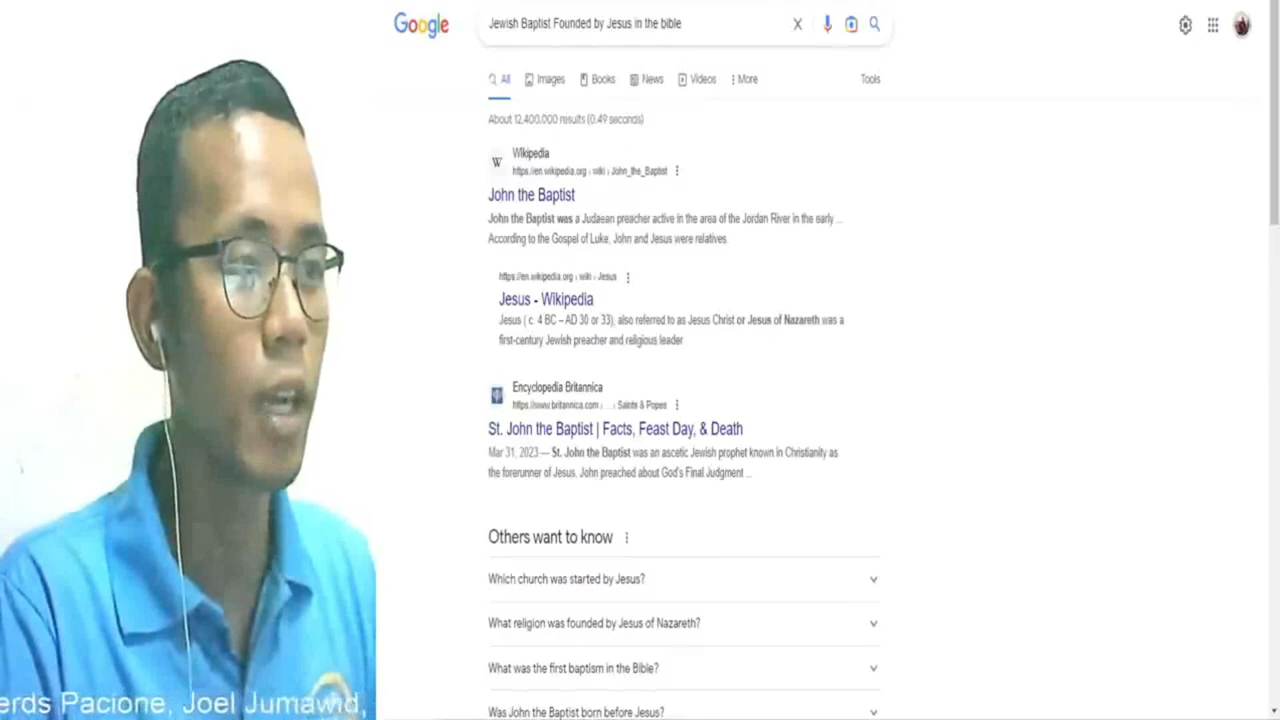 Google
Jewish Baptist Founded by Jesus in the bible
All Images Books News Videos More Tools
About 12,400,000 results (0.49 seconds)
W
Wikipedia
https://en.wikipedia.org › wiki › John_the_Baptist
John the Baptist
John the Baptist was a Judaean preacher active in the area of the Jordan River in the early ...
According to the Gospel of Luke, John and Jesus were relatives.
https://en.wikipedia.org › wiki › Jesus
Jesus - Wikipedia
Jesus ( c. 4 BC – AD 30 or 33), also referred to as Jesus Christ or Jesus of Nazareth was a
first-century Jewish preacher and religious leader
Encyclopedia Britannica
https://www.britannica.com › ... › Saints & Popes
St. John the Baptist | Facts, Feast Day, & Death
Mar 31, 2023 — St. John the Baptist was an ascetic Jewish prophet known in Christianity as
the forerunner of Jesus. John preached about God's Final Judgment ...
Others want to know
Which church was started by Jesus?
What religion was founded by Jesus of Nazareth?
What was the first baptism in the Bible?
Was John the Baptist born before Jesus?
erds Pacione, Joel Jumawid,